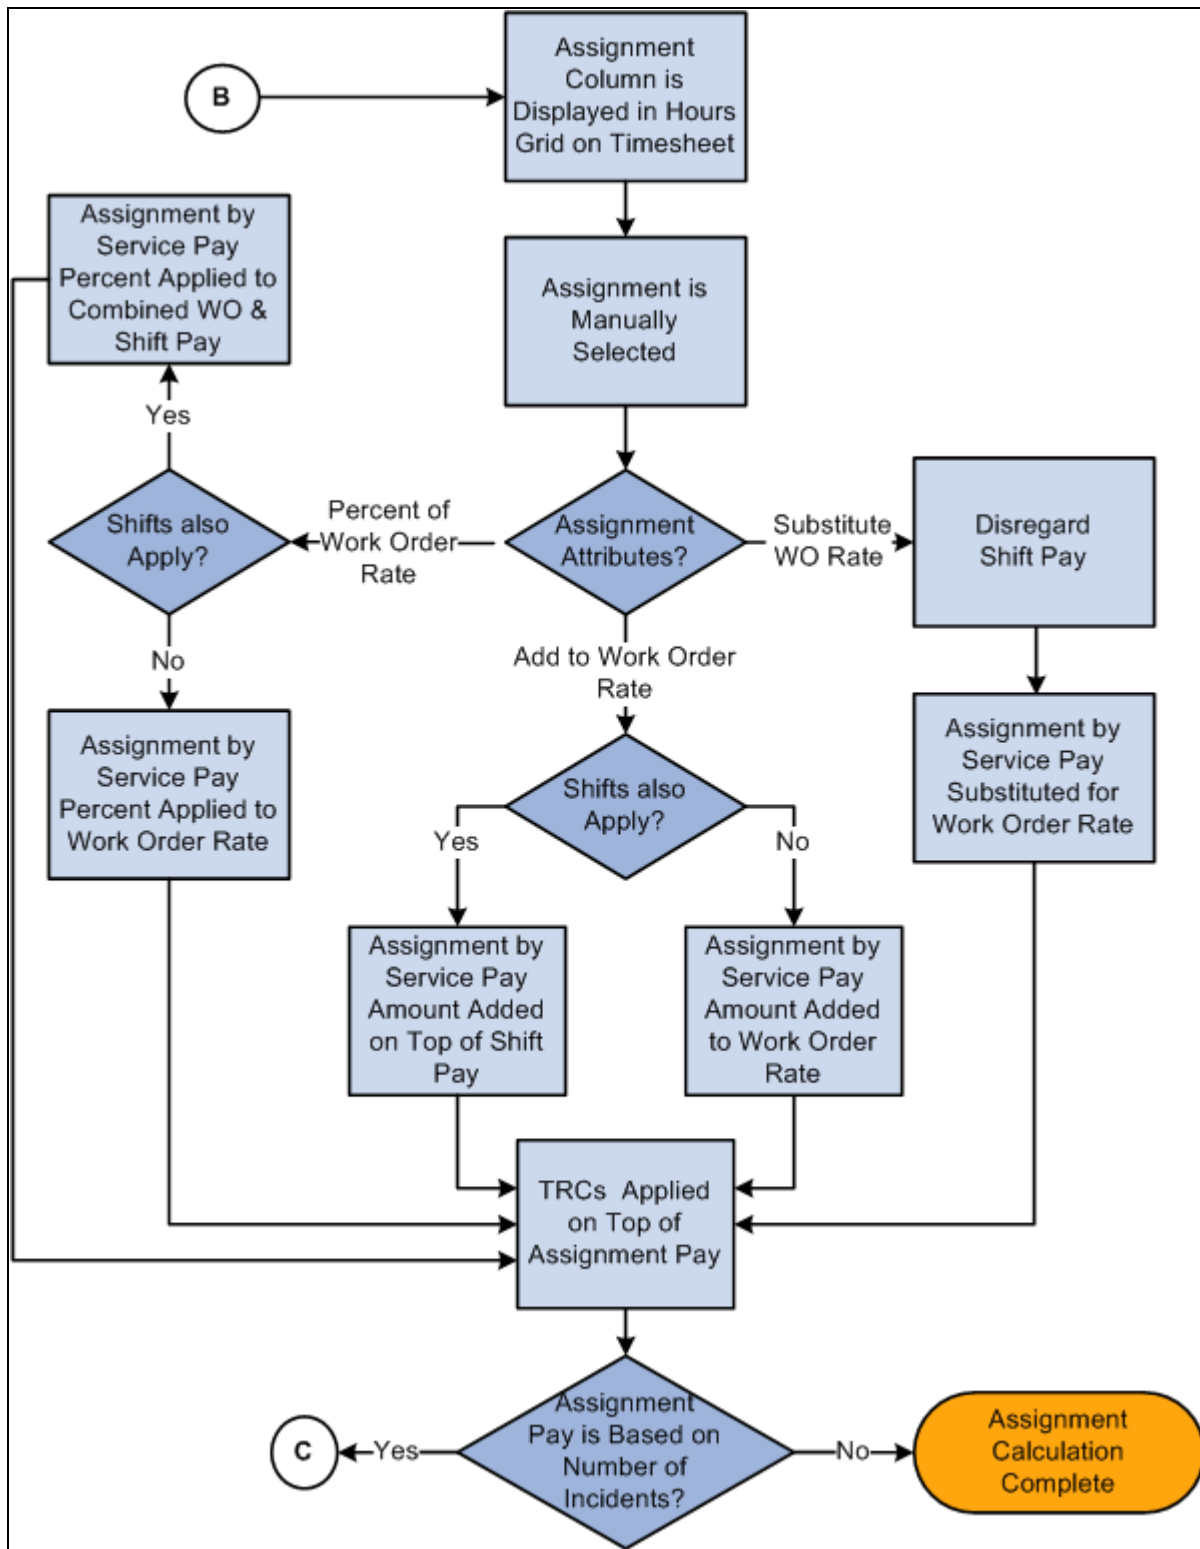 B
Assignment
Column is
Displayed in Hours
Grid on Timesheet
Assignment by
Service Pay
Percent Applied to
Combined WO &
Shift Pay
Assignment is
Manually
Selected
Yes
Shifts also
Apply?
Percent of
Work Order
Rate
Assignment
Attributes?
Substitute
WO Rate
Disregard
Shift Pay
No
Add to Work Order
Rate
Assignment by
Service Pay
Percent Applied to
Work Order Rate
Shifts also
Apply?
Assignment by
Service Pay
Substituted for
Work Order Rate
Yes
No
Assignment by
Service Pay
Amount Added
on Top of Shift
Pay
Assignment by
Service Pay
Amount Added
to Work Order
Rate
TRCs Applied
on Top of
Assignment Pay
Assignment
Pay is Based on
Number of
Incidents?
Yes
C
No
Assignment
Calculation
Complete